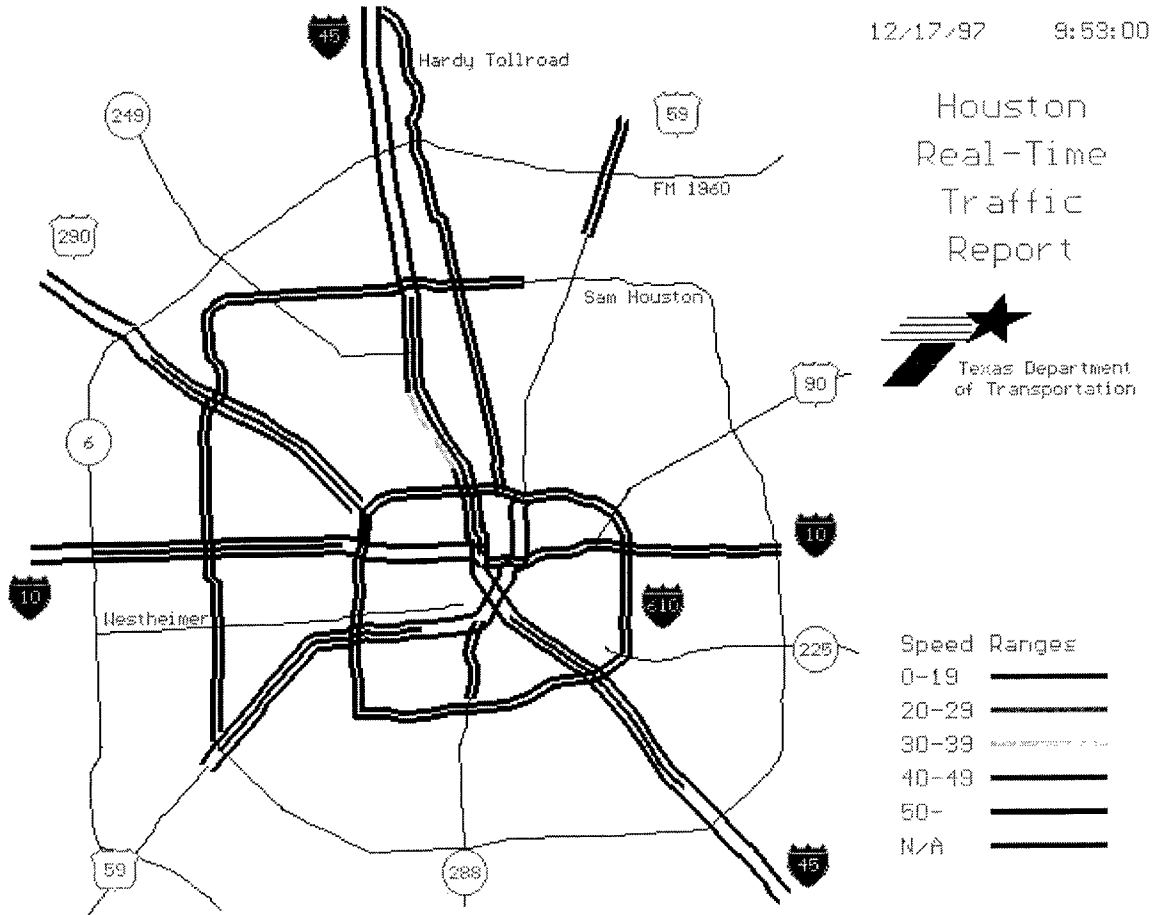 12/17/97 9:53:00
Houston
Real-Time
Traffic
Report
Texas Department
of Transportation
45
Hardy Tollroad
249
59
FM 1960
290
Sam Houston
90
6
10
10
610
Westheimer
225
59
288
45
Speed Ranges
0-19
20-29
30-39
40-49
50-
N/A